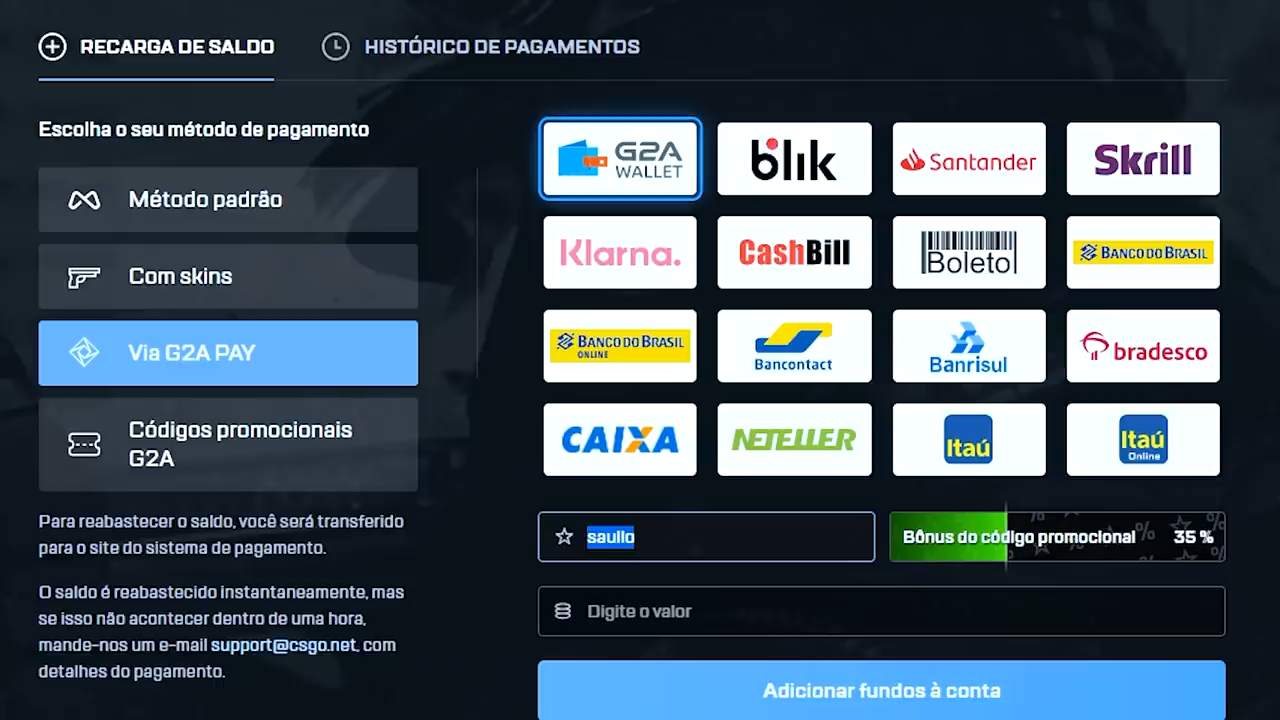 RECARGA DE SALDO
HISTÓRICO DE PAGAMENTOS
Escolha o seu método de pagamento
Método padrão
Com skins
Via G2A PAY
Códigos promocionais
G2A
Para reabastecer o saldo, você será transferido
para o site do sistema de pagamento.
O saldo é reabastecido instantaneamente, mas
se isso não acontecer dentro de uma hora,
mande-nos um e-mail support@csgo.net, com
detalhes do pagamento.
G2A
WALLET
blik
Santander
Skrill
Klarna.
CashBill
Boleto
BANCO DO BRASIL
BANCO DO BRASIL
ONLINE
Bancontact
Banrisul
bradesco
CAIXA
NETELLER
Itaú
Itaú
Online
saullo
Bônus do código promocional 35 %
Digite o valor
Adicionar fundos à conta